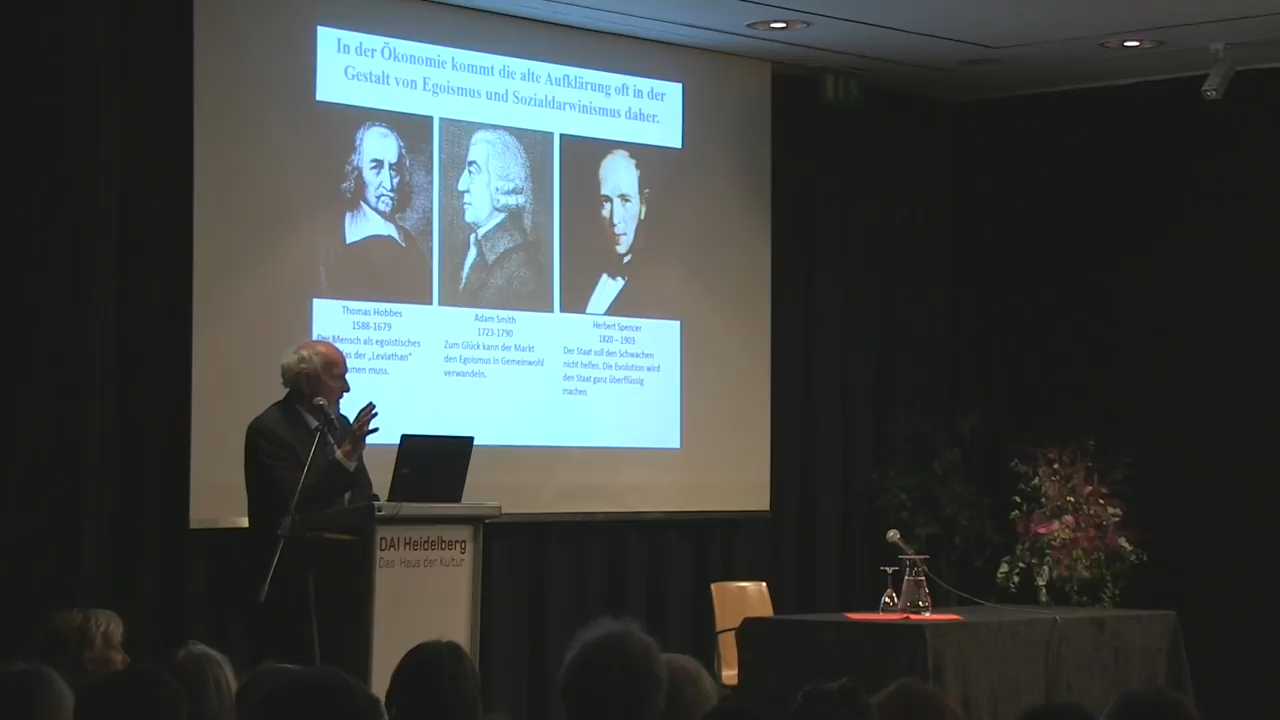 In der Ökonomie kommt die alte Aufklärung oft in der
Gestalt von Egoismus und Sozialdarwinismus daher.
Thomas Hobbes
1588-1679
Der Mensch als egoistisches
das der „Leviathan"
men muss.
Adam Smith
1723-1790
Zum Glück kann der Markt
den Egoismus in Gemeinwohl
verwandeln.
Herbert Spencer
1820 – 1903
Der Staat soll den Schwachen
nicht helfen. Die Evolution wird
den Staat ganz überflüssig
machen.
DAI Heidelberg
Das Haus der Kultur